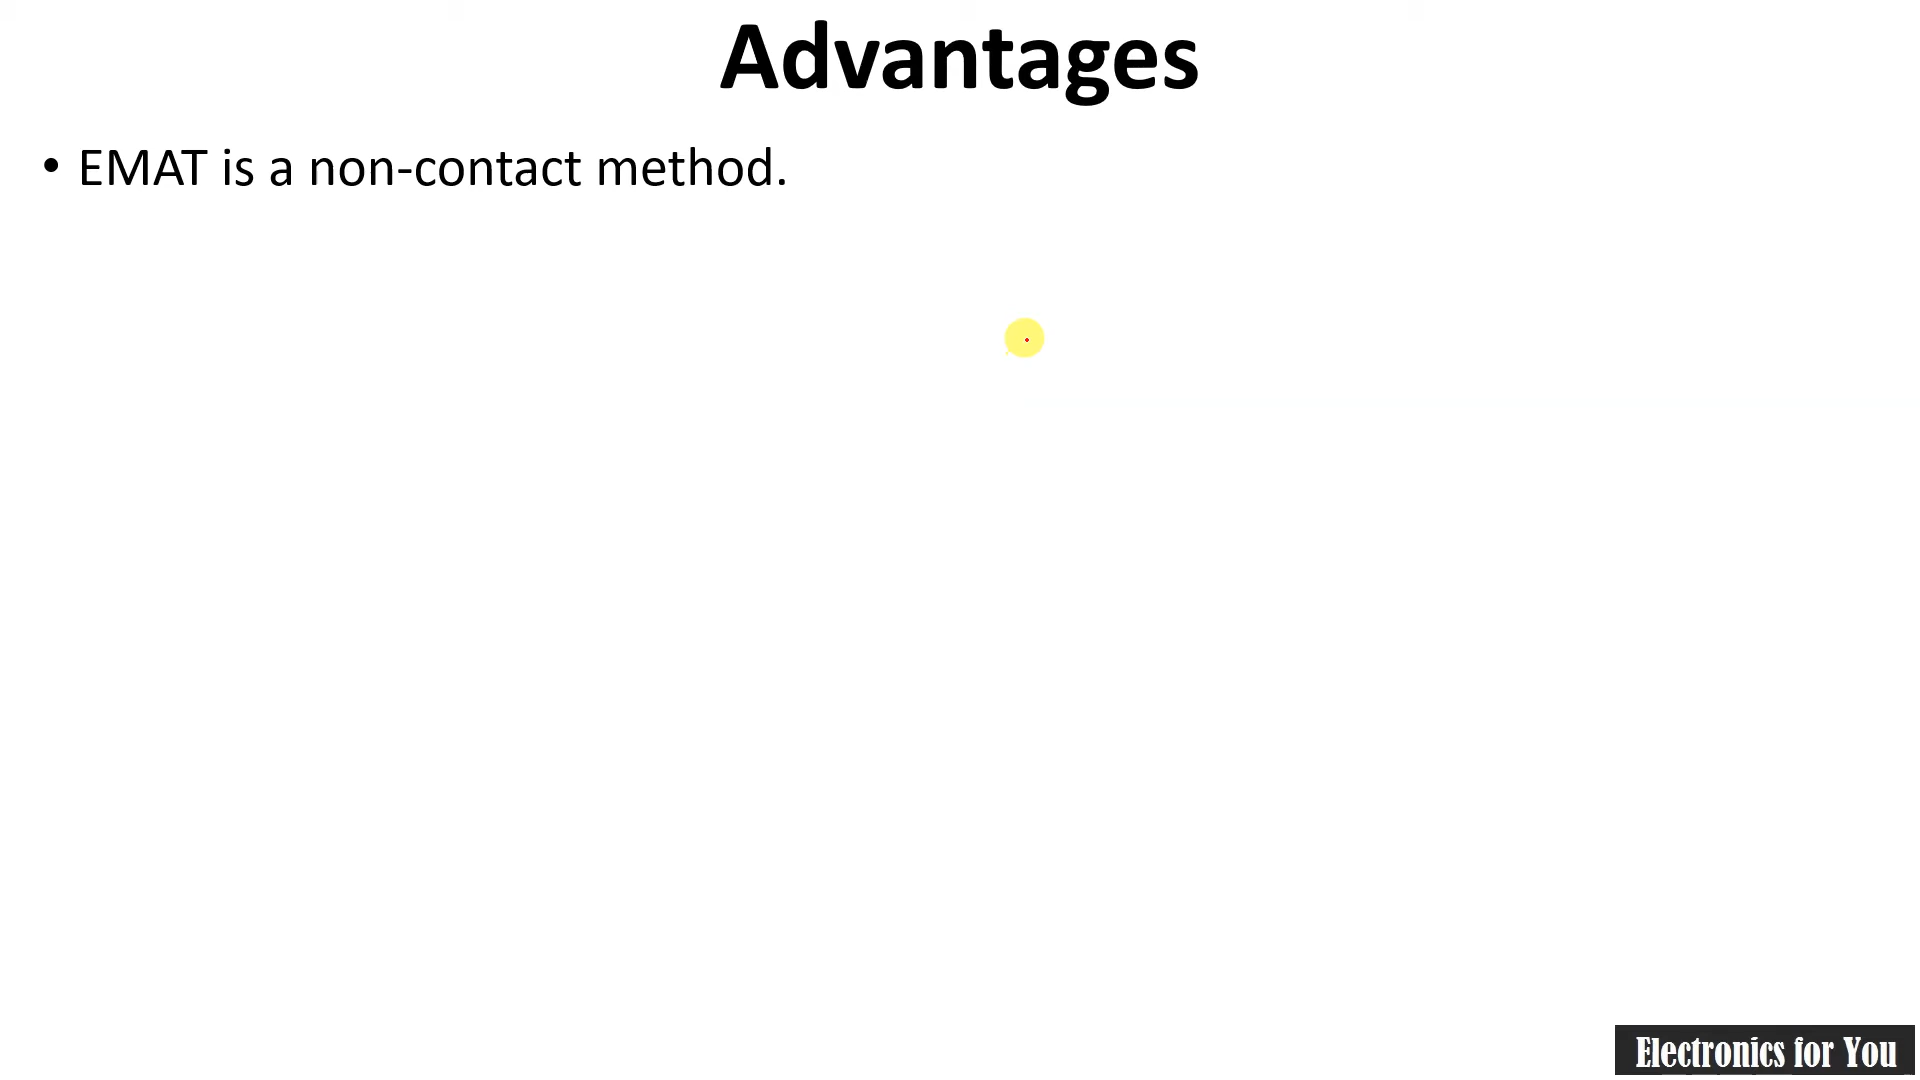 Advantages
• EMAT is a non-contact method.
Electronics for You